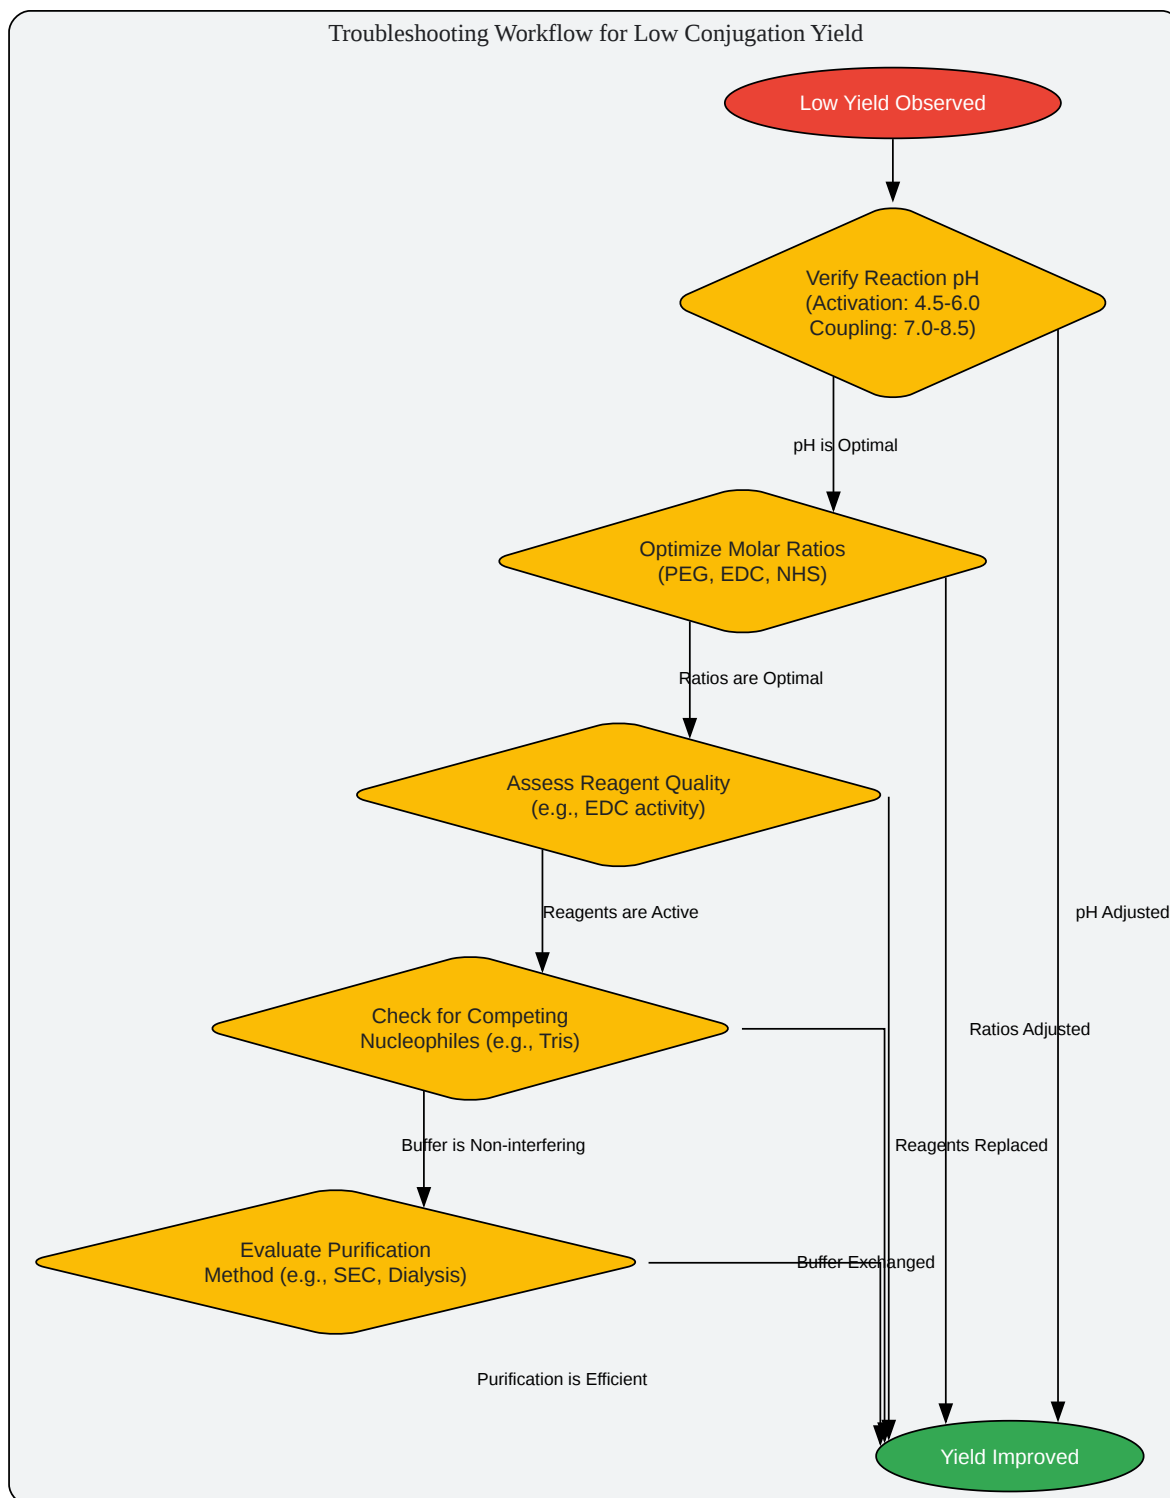 Troubleshooting Workflow for Low Conjugation Yield
Low Yield Observed
Verify Reaction pH
(Activation: 4.5-6.0
Coupling: 7.0-8.5)
pH is Optimal
Optimize Molar Ratios
(PEG, EDC, NHS)
Ratios are Optimal
Assess Reagent Quality
(e.g., EDC activity)
Reagents are Active
pH Adjusted
Check for Competing
Nucleophiles (e.g., Tris)
Ratios Adjusted
Buffer is Non-interfering
Reagents Replaced
Evaluate Purification
Method (e.g., SEC, Dialysis)
Buffer Exchanged
Purification is Efficient
Yield Improved